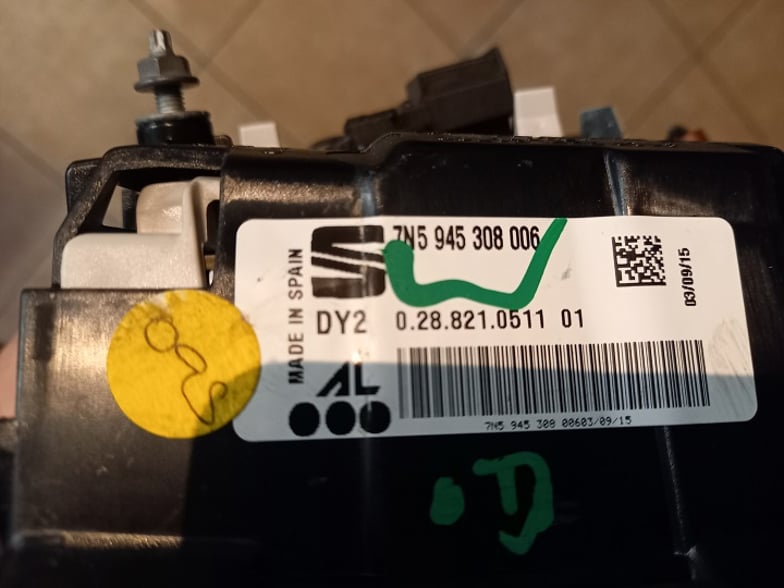 7N5 945 308 006
03/09/15
MADE IN SPAIN
DY2 0.28.821.0511 01
AL
7N5 945 308 00603/09/15